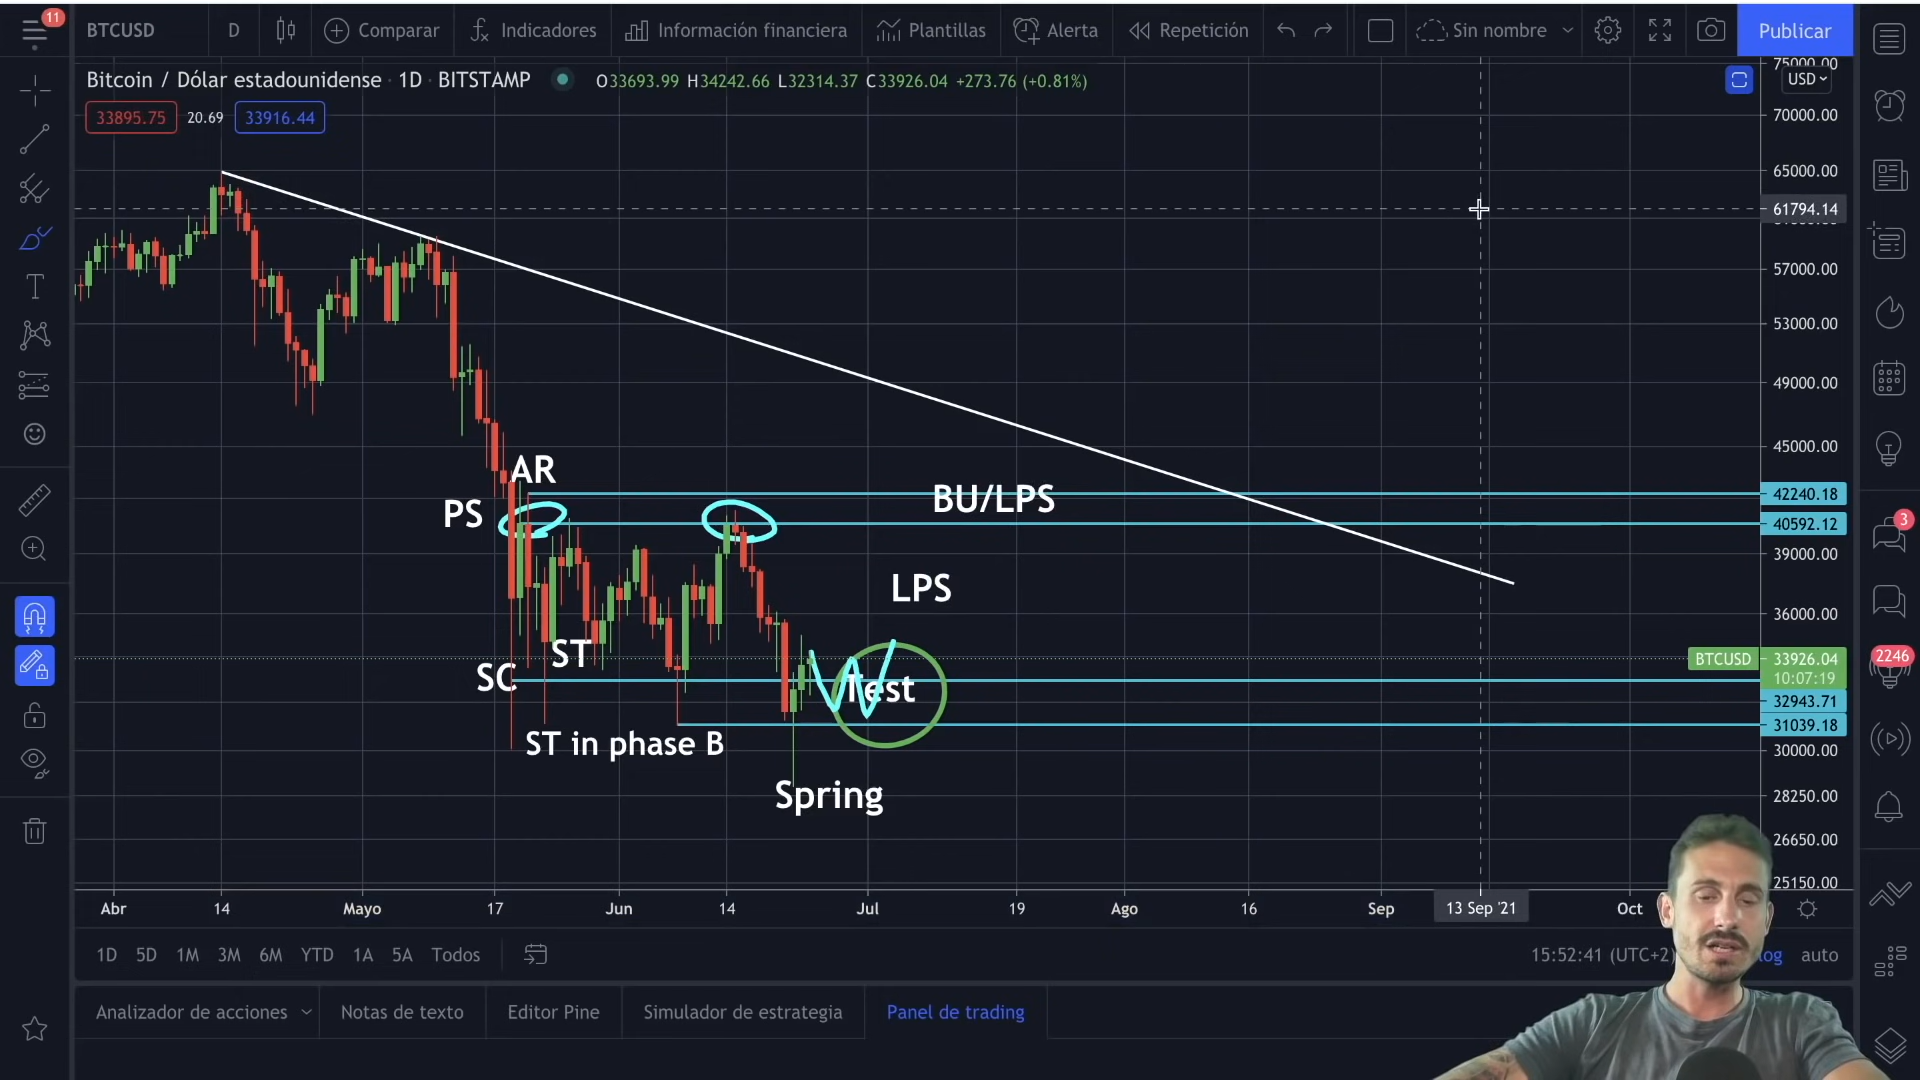 11
BTCUSD D Comparar Indicadores Información financiera Plantillas Alerta Repetición Sin nombre Publicar
Bitcoin / Dólar estadounidense · 1D · BITSTAMP O33693.99 H34242.66 L32314.37 C33926.04 +273.76 (+0.81%)
USD
33895.75 20.69 33916.44
75000.00
70000.00
65000.00
61794.14
57000.00
53000.00
49000.00
45000.00
AR
PS
BU/LPS
42240.18
40592.12
3
39000.00
LPS
36000.00
ST
SC
Test
BTCUSD 33926.04
10:07:19
2246
32943.71
31039.18
ST in phase B
30000.00
Spring
28250.00
26650.00
25150.00
Abr 14 Mayo 17 Jun 14 Jul 19 Ago 16 Sep 13 Sep '21 Oct
1D 5D 1M 3M 6M YTD 1A 5A Todos 15:52:41 (UTC+2) og auto
Analizador de acciones Notas de texto Editor Pine Simulador de estrategia Panel de trading